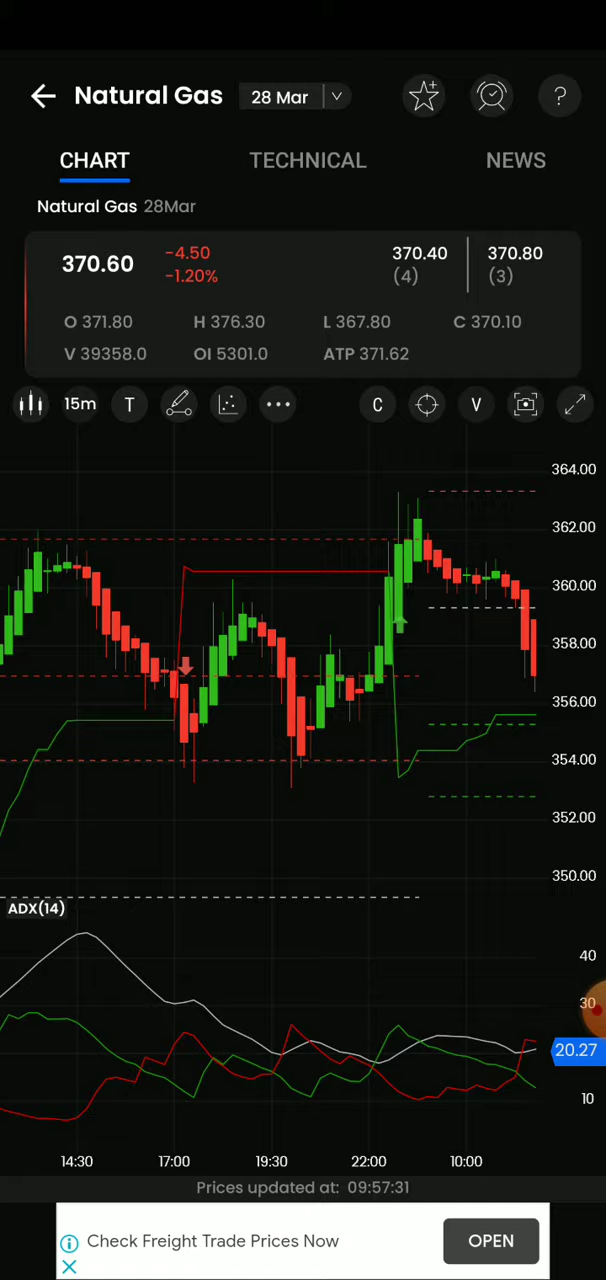 Natural Gas 28 Mar ?
CHART TECHNICAL NEWS
Natural Gas 28Mar
370.60 -4.50 -1.20% 370.40 (4) 370.80 (3)
O 371.80 H 376.30 L 367.80 C 370.10
V 39358.0 OI 5301.0 ATP 371.62
15m T C V
364.00
362.00
360.00
358.00
356.00
354.00
352.00
350.00
ADX(14)
40
30
20.27
10
14:30 17:00 19:30 22:00 10:00
Prices updated at: 09:57:31
Check Freight Trade Prices Now OPEN